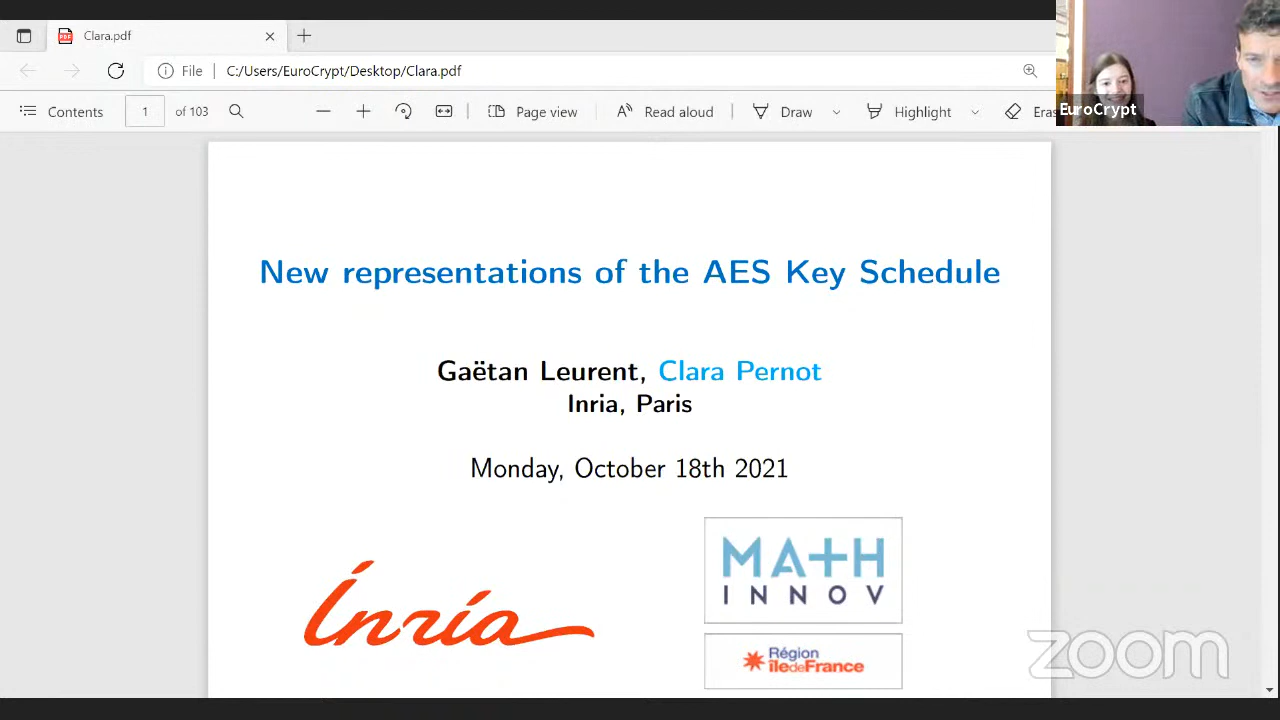 Clara.pdf
File C:/Users/EuroCrypt/Desktop/Clara.pdf
Contents 1 of 103 Page view Read aloud Draw Highlight Eras
EuroCrypt
New representations of the AES Key Schedule
Gaëtan Leurent, Clara Pernot
Inria, Paris
Monday, October 18th 2021
Inria
MATH
INNOV
Région
îledeFrance
zoom